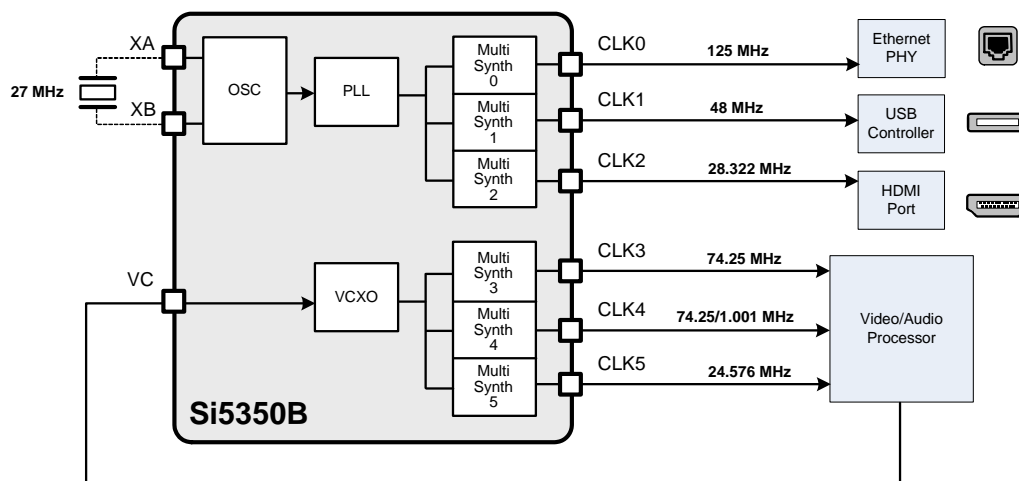 XA
27 MHz
XB
OSC
PLL
Multi
Synth
0
Multi
Synth
1
Multi
Synth
2
CLK0
125 MHz
Ethernet
PHY
CLK1
48 MHz
USB
Controller
CLK2
28.322 MHz
HDMI
Port
VC
VCXO
Multi
Synth
3
Multi
Synth
4
Multi
Synth
5
CLK3
74.25 MHz
CLK4
74.25/1.001 MHz
CLK5
24.576 MHz
Video/Audio
Processor
Si5350B